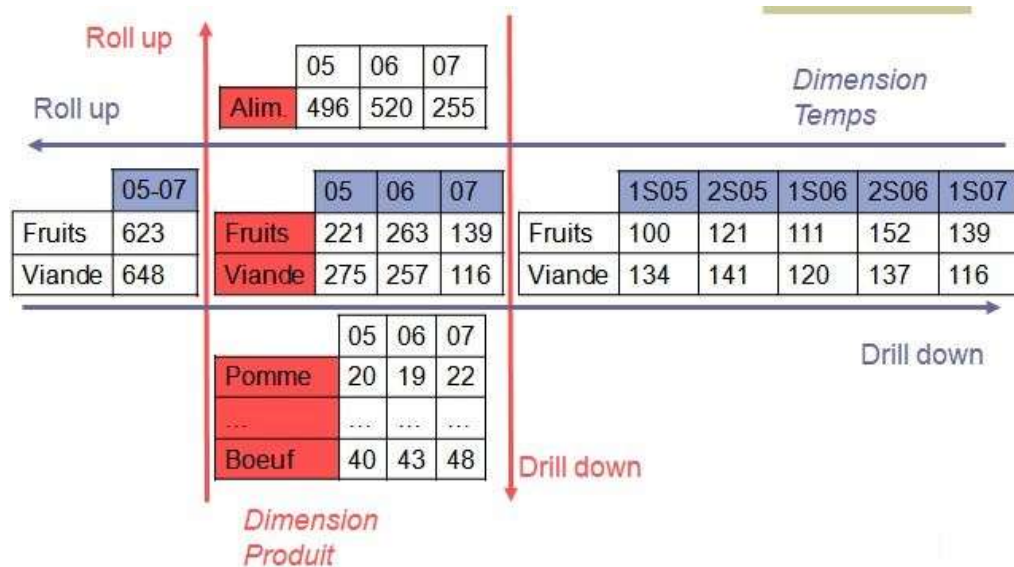 Roll up
05 06 07
Alim. 496 520 255
Dimension
Temps
Roll up
05-07
Fruits 623
Viande 648
05 06 07
Fruits 221 263 139
Viande 275 257 116
1S05 2S05 1S06 2S06 1S07
Fruits 100 121 111 152 139
Viande 134 141 120 137 116
Drill down
05 06 07
Pomme 20 19 22
... ... ... ...
Boeuf 40 43 48
Drill down
Dimension
Produit